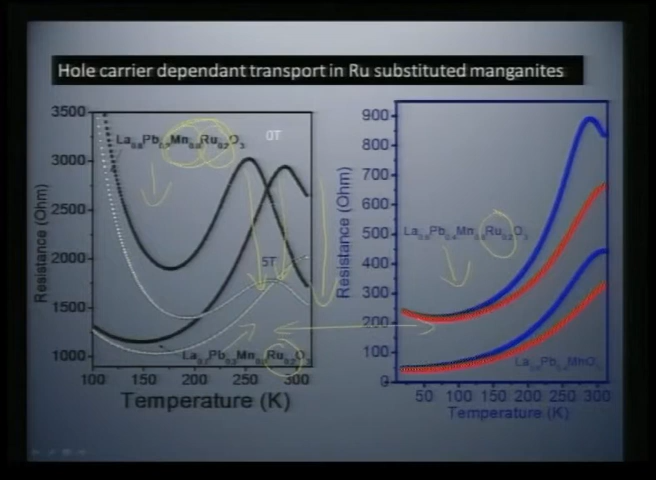 Hole carrier dependant transport in Ru substituted manganites
3500
3000
2500
2000
1500
1000
Resistance (Ohm)
0T
5T
100 150 200 250 300
Temperature (K)
900
800
700
600
500
400
300
200
100
0
Resistance (Ohm)
50 100 150 200 250 300
Temperature (K)